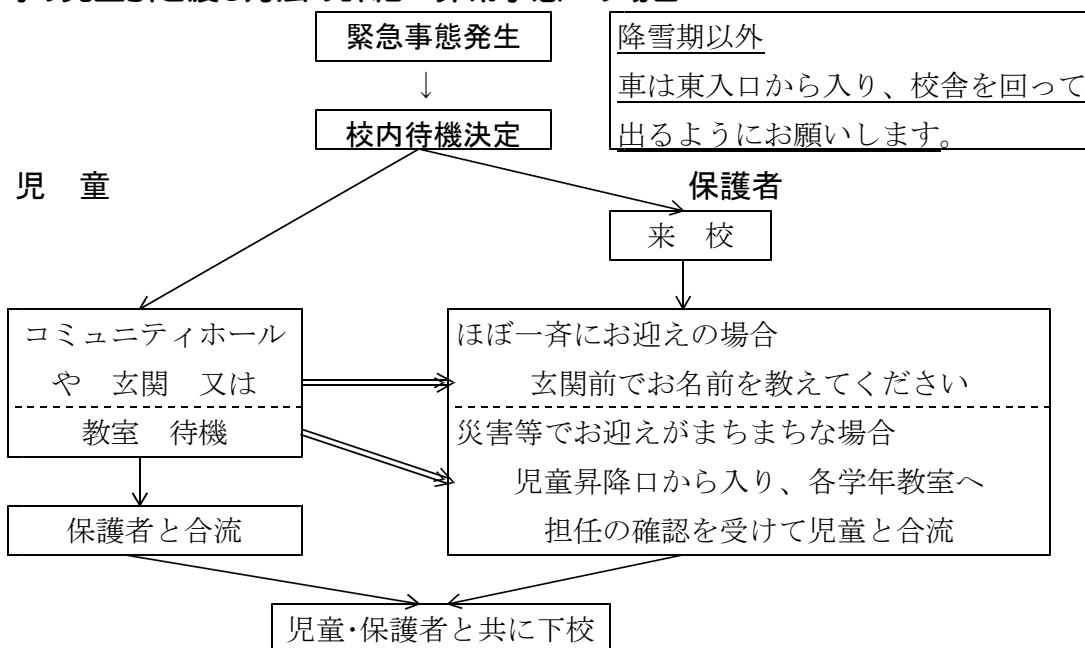 緊急事態発生
↓
校内待機決定
降雪期以外
車は東入口から入り、校舎を回って
出るようにお願いします。
児　童
保護者
来　校
コミュニティホール
や　玄関　又は
教室　待機
ほぼ一斉にお迎えの場合
玄関前でお名前を教えてください
災害等でお迎えがまちまちな場合
児童昇降口から入り、各学年教室へ
担任の確認を受けて児童と合流
保護者と合流
児童・保護者と共に下校